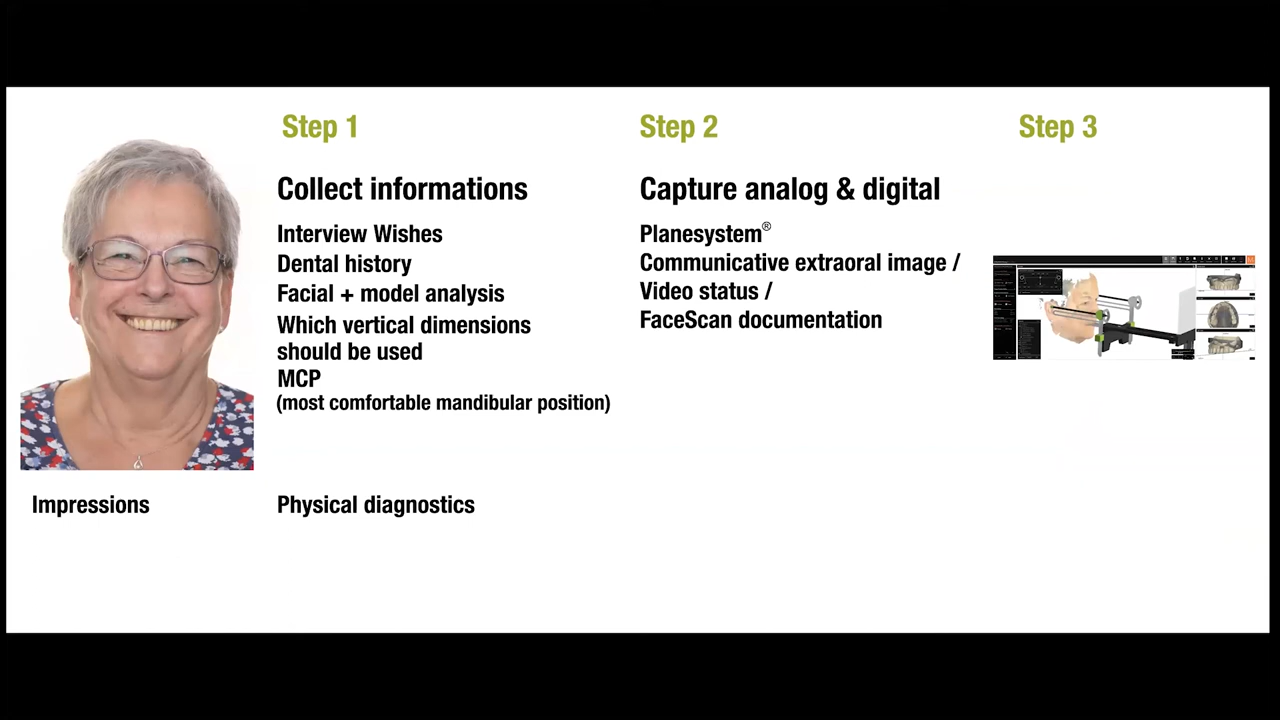 Step 1
Collect informations
Interview Wishes
Dental history
Facial + model analysis
Which vertical dimensions
should be used
MCP
(most comfortable mandibular position)
Impressions
Physical diagnostics
Step 2
Capture analog & digital
Planesystem®
Communicative extraoral image /
Video status /
FaceScan documentation
Step 3